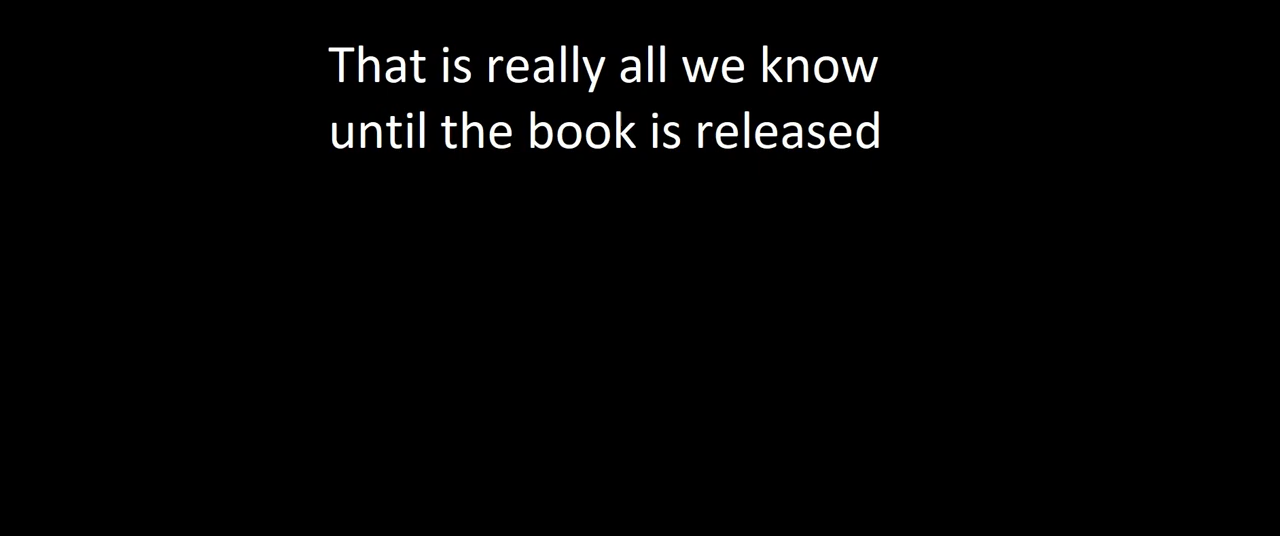 That is really all we know
until the book is released